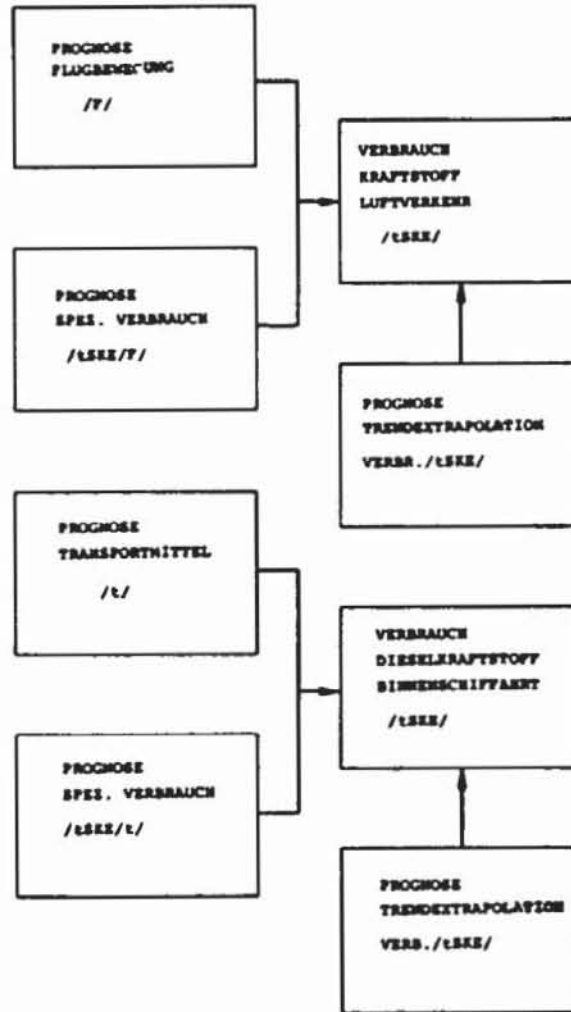 PROGNOSE
FLUGBEWEGUNG
/F/
VERBRAUCH
KRAFTSTOFF
LUFTVERKEHR
/tSKE/
PROGNOSE
SPEZ. VERBRAUCH
/tSKE/F/
PROGNOSE
TRENDEXTRAPOLATION
VERBR./tSKE/
PROGNOSE
TRANSPORTMITTEL
/t/
VERBRAUCH
DIESELKRAFTSTOFF
BINNENSCHIFFAHRT
/tSKE/
PROGNOSE
SPEZ. VERBRAUCH
/tSKE/t/
PROGNOSE
TRENDEXTRAPOLATION
VERB./tSKE/